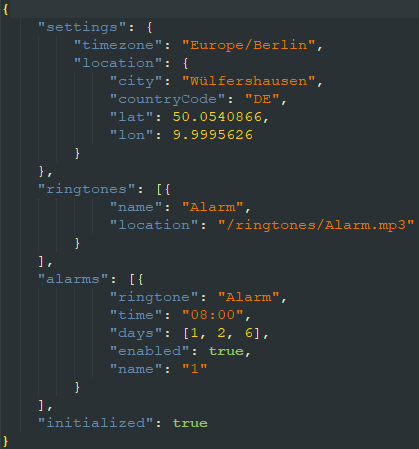 {
    "settings": {
        "timezone": "Europe/Berlin",
        "location": {
            "city": "Wülfershausen",
            "countryCode": "DE",
            "lat": 50.0540866,
            "lon": 9.9995626
        }
    },
    "ringtones": [{
            "name": "Alarm",
            "location": "/ringtones/Alarm.mp3"
        }
    ],
    "alarms": [{
            "ringtone": "Alarm",
            "time": "08:00",
            "days": [1, 2, 6],
            "enabled": true,
            "name": "1"
        }
    ],
    "initialized": true
}